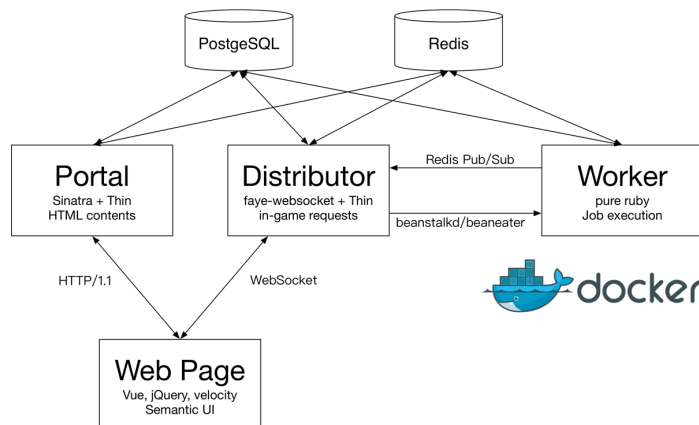 PostgeSQL
Redis
Portal
Sinatra + Thin
HTML contents
Distributor
faye-websocket + Thin
in-game requests
Redis Pub/Sub
beanstalkd/beaneater
Worker
pure ruby
Job execution
HTTP/1.1
WebSocket
docker
Web Page
Vue, jQuery, velocity
Semantic UI